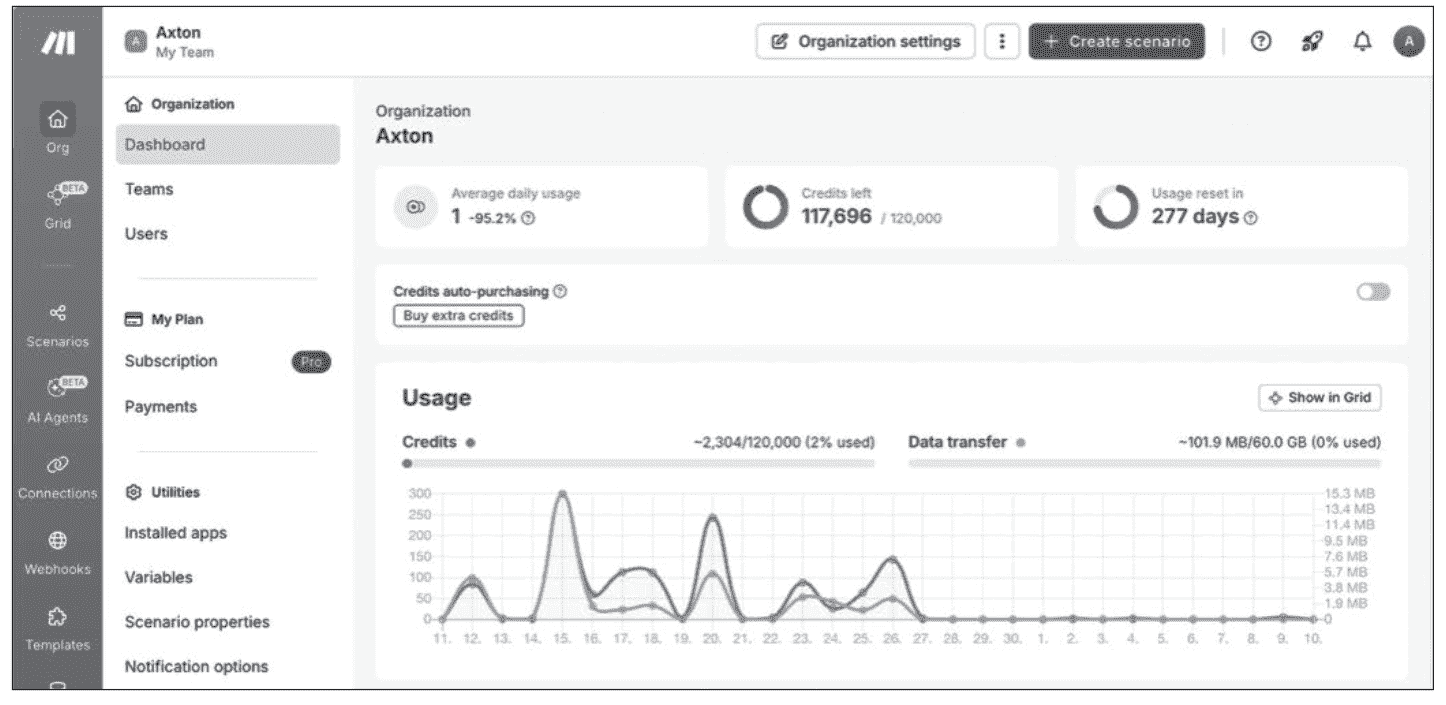 A
Axton
My Team
Organization settings
+ Create scenario
A
Org
BETA
Grid
Scenarios
BETA
AI Agents
Connections
Webhooks
Templates
Organization
Dashboard
Teams
Users
My Plan
Subscription
Pro
Payments
Utilities
Installed apps
Variables
Scenario properties
Notification options
Organization
Axton
Average daily usage
1 -95.2%
Credits left
117,696 / 120,000
Usage reset in
277 days
Credits auto-purchasing
Buy extra credits
Usage
Show in Grid
Credits
~2,304/120,000 (2% used)
Data transfer
~101.9 MB/60.0 GB (0% used)
300
250
200
150
100
50
0
15.3 MB
13.4 MB
11.4 MB
9.5 MB
7.6 MB
5.7 MB
3.8 MB
1.9 MB
0
11. 12. 13. 14. 15. 16. 17. 18. 19. 20. 21. 22. 23. 24. 25. 26. 27. 28. 29. 30. 1. 2. 3. 4. 5. 6. 7. 8. 9. 10.